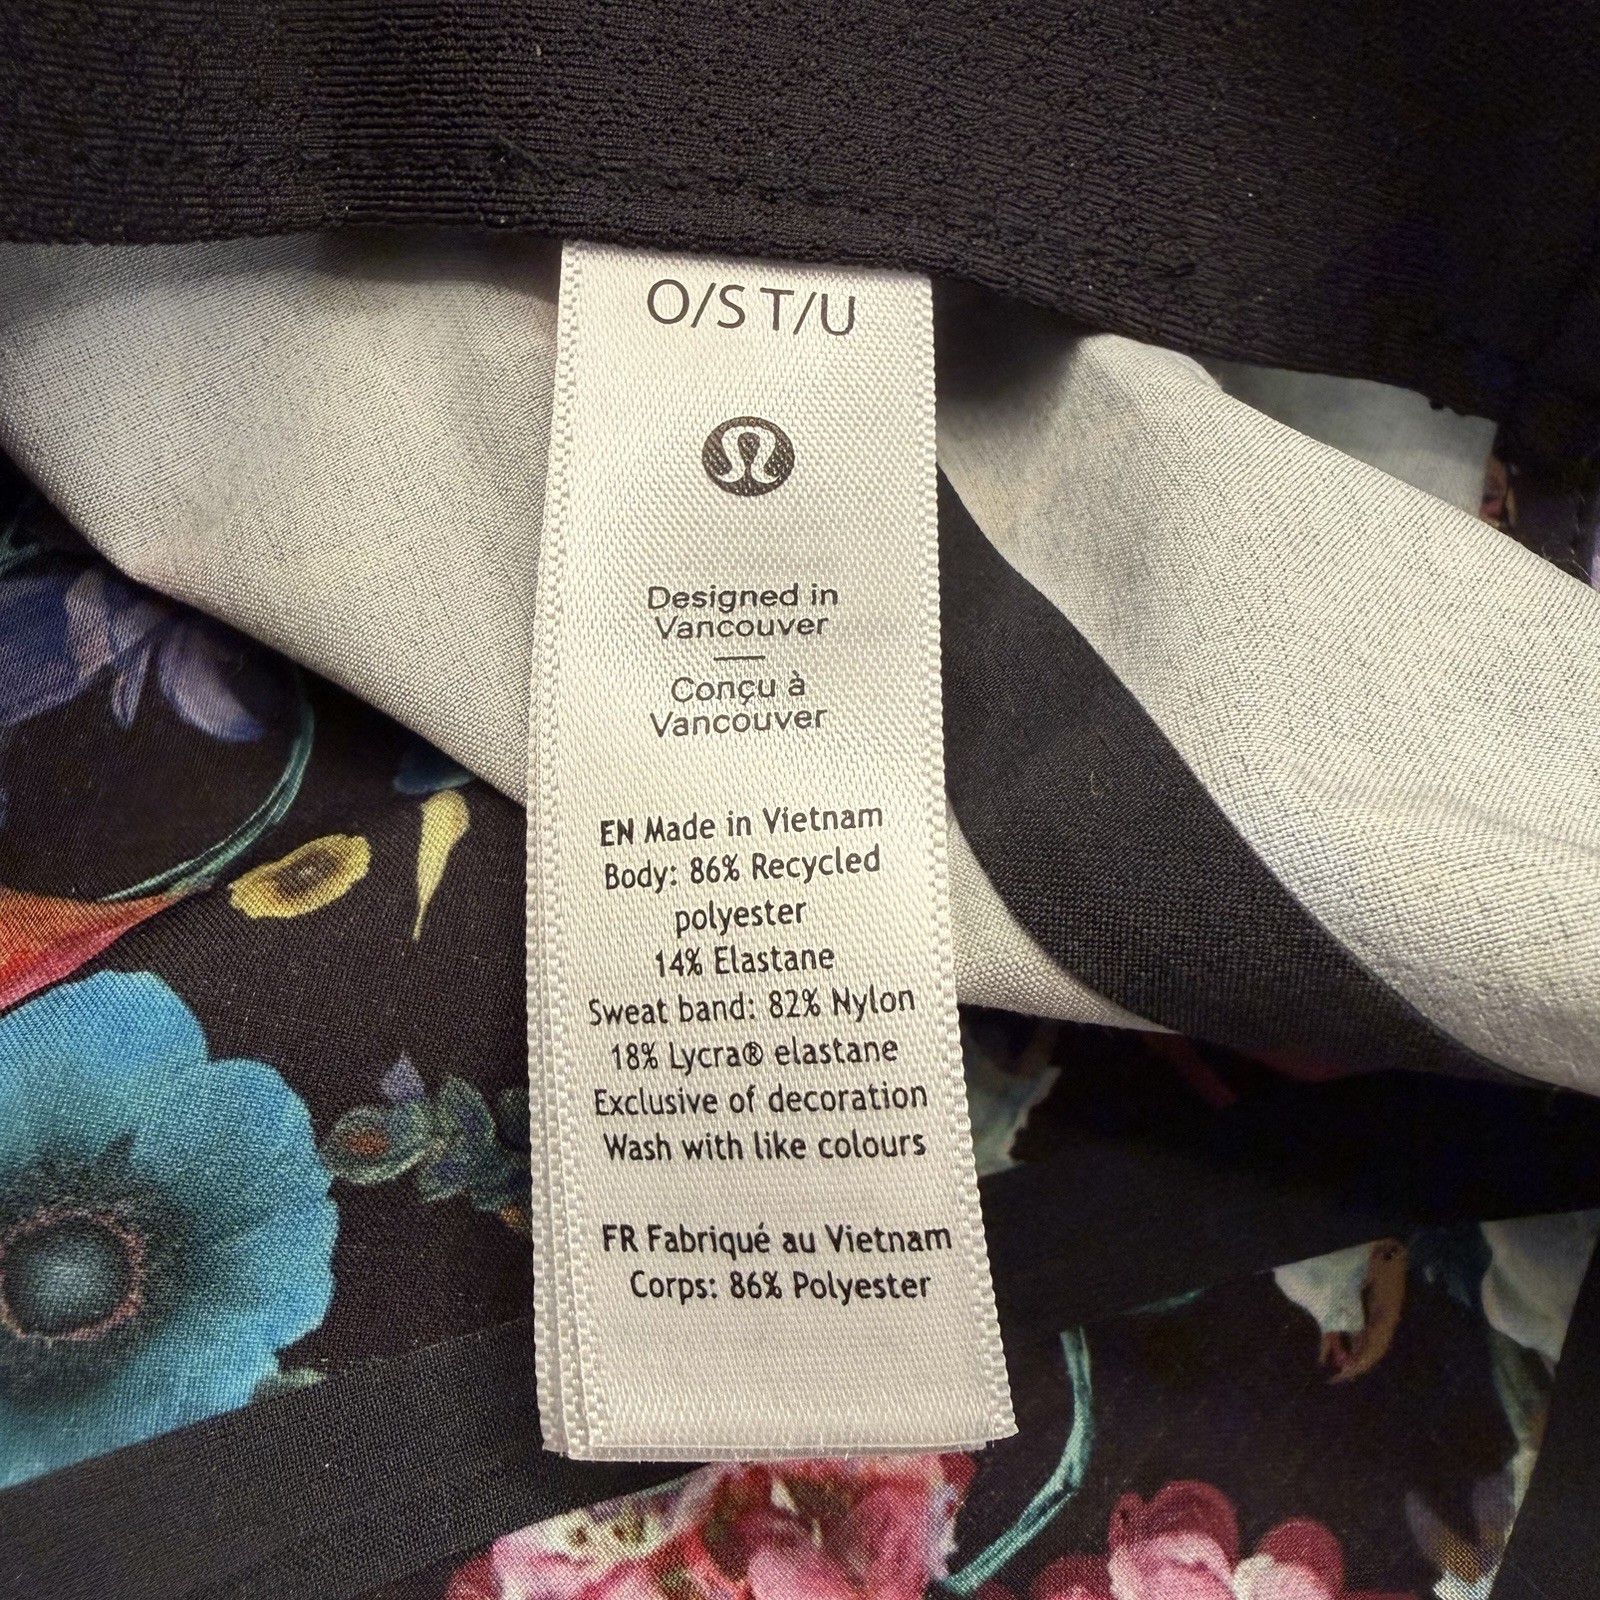 O/S T/U
Designed in
Vancouver
Conçu à
Vancouver
EN Made in Vietnam
Body: 86% Recycled
polyester
14% Elastane
Sweat band: 82% Nylon
18% Lycra® elastane
Exclusive of decoration
Wash with like colours
FR Fabriqué au Vietnam
Corps: 86% Polyester